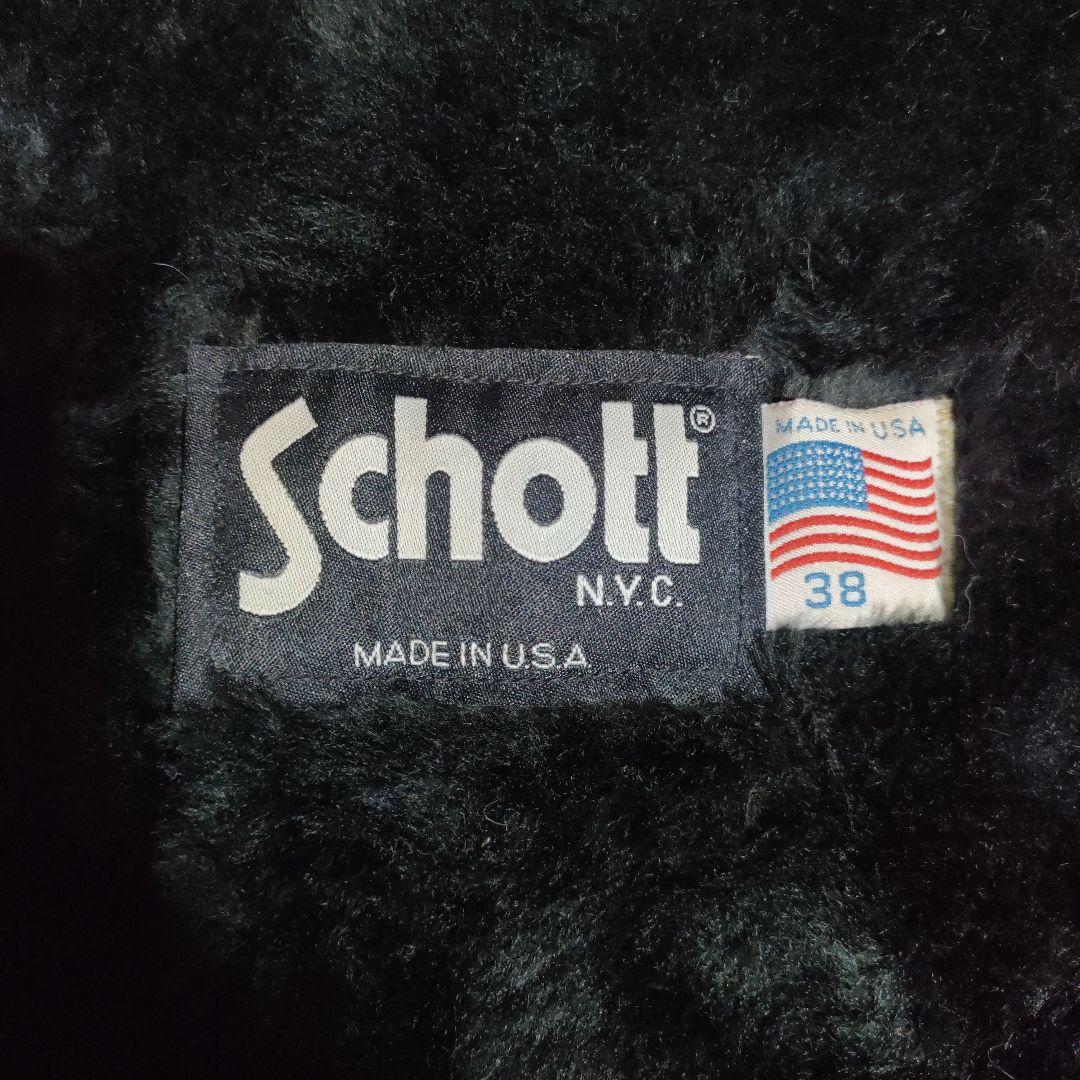 Schott®
N.Y.C.
MADE IN U.S.A.
MADE IN USA
38